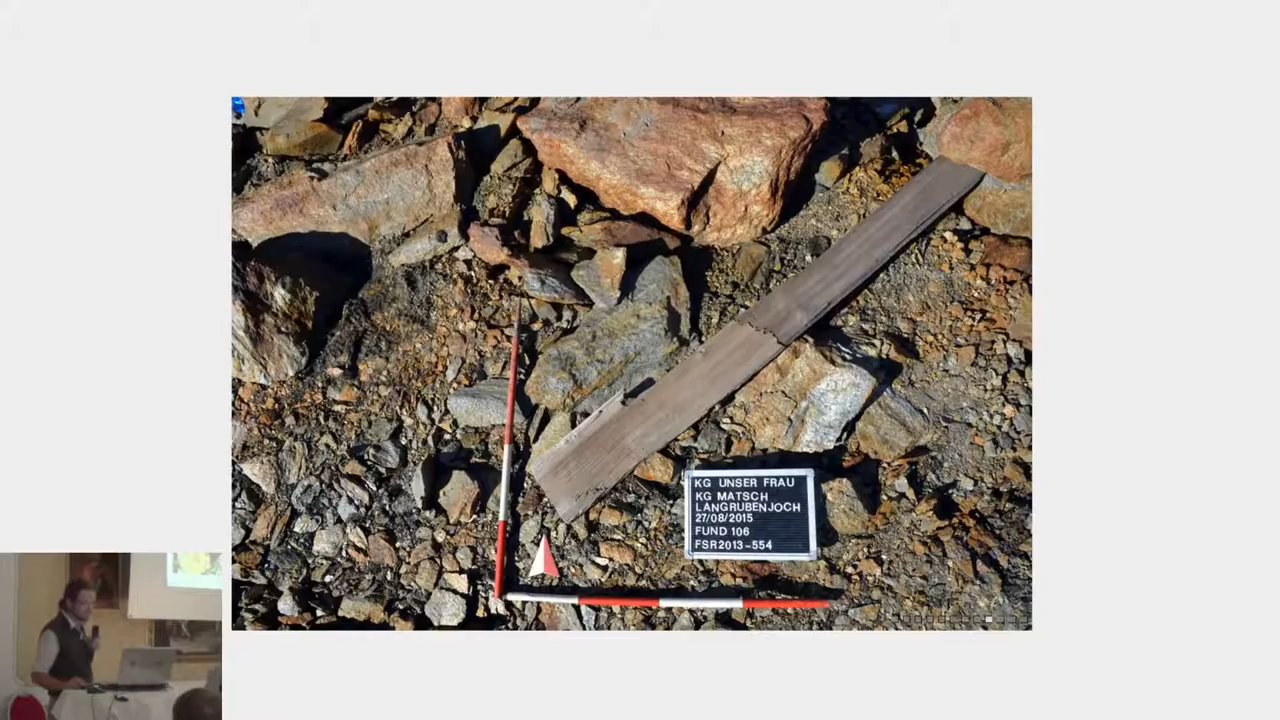 KG UNSER FRAU
KG MATSCH
LANGRUBENJOCH
27/08/2015
FUND 106
FSR2013-554